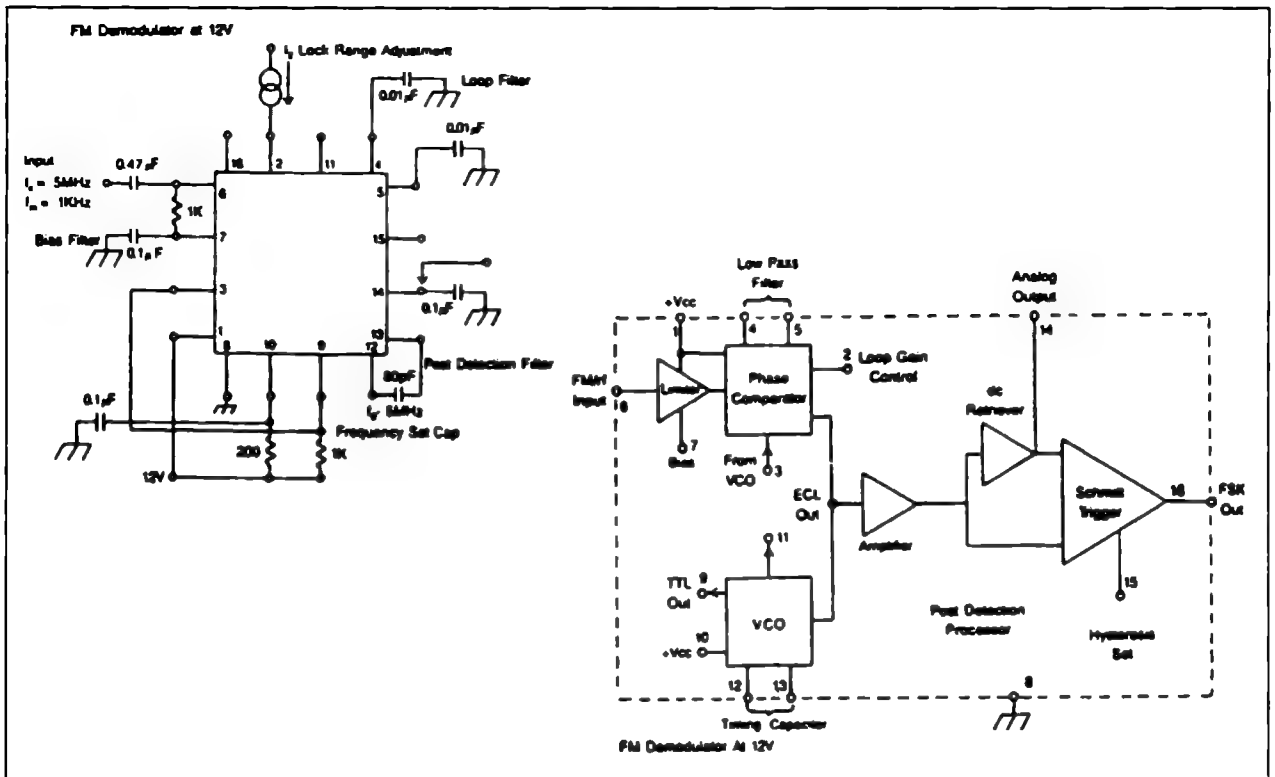 FM Demodulator at 12V
Lock Range Adjustment
Loop Filter
0.01µF
0.01µF
16
2
11
4
Input
0.47µF
= 5MHz
= 1KHz
6
1K
5
Bias Filter
0.1µF
7
15
3
14
0.1µF
1
13
8
10
9
12
Post Detection Filter
80pF
5MHz
0.1µF
Frequency Set Cap
200
1K
12V
Low Pass
Filter
Analog
Output
+Vcc
1
4
5
14
FM/rf
Input
6
Limiter
Phase
Comparator
2
Loop Gain
Control
dc
Retriever
7
Bias
From
VCO
3
ECL
Out
Amplifier
Schmitt
Trigger
16
FSK
Out
11
TTL
Out
9
VCO
10
+Vcc
15
Post Detection
Processor
Hysteresis
Set
12
13
8
Timing Capacitor
FM Demodulator At 12V